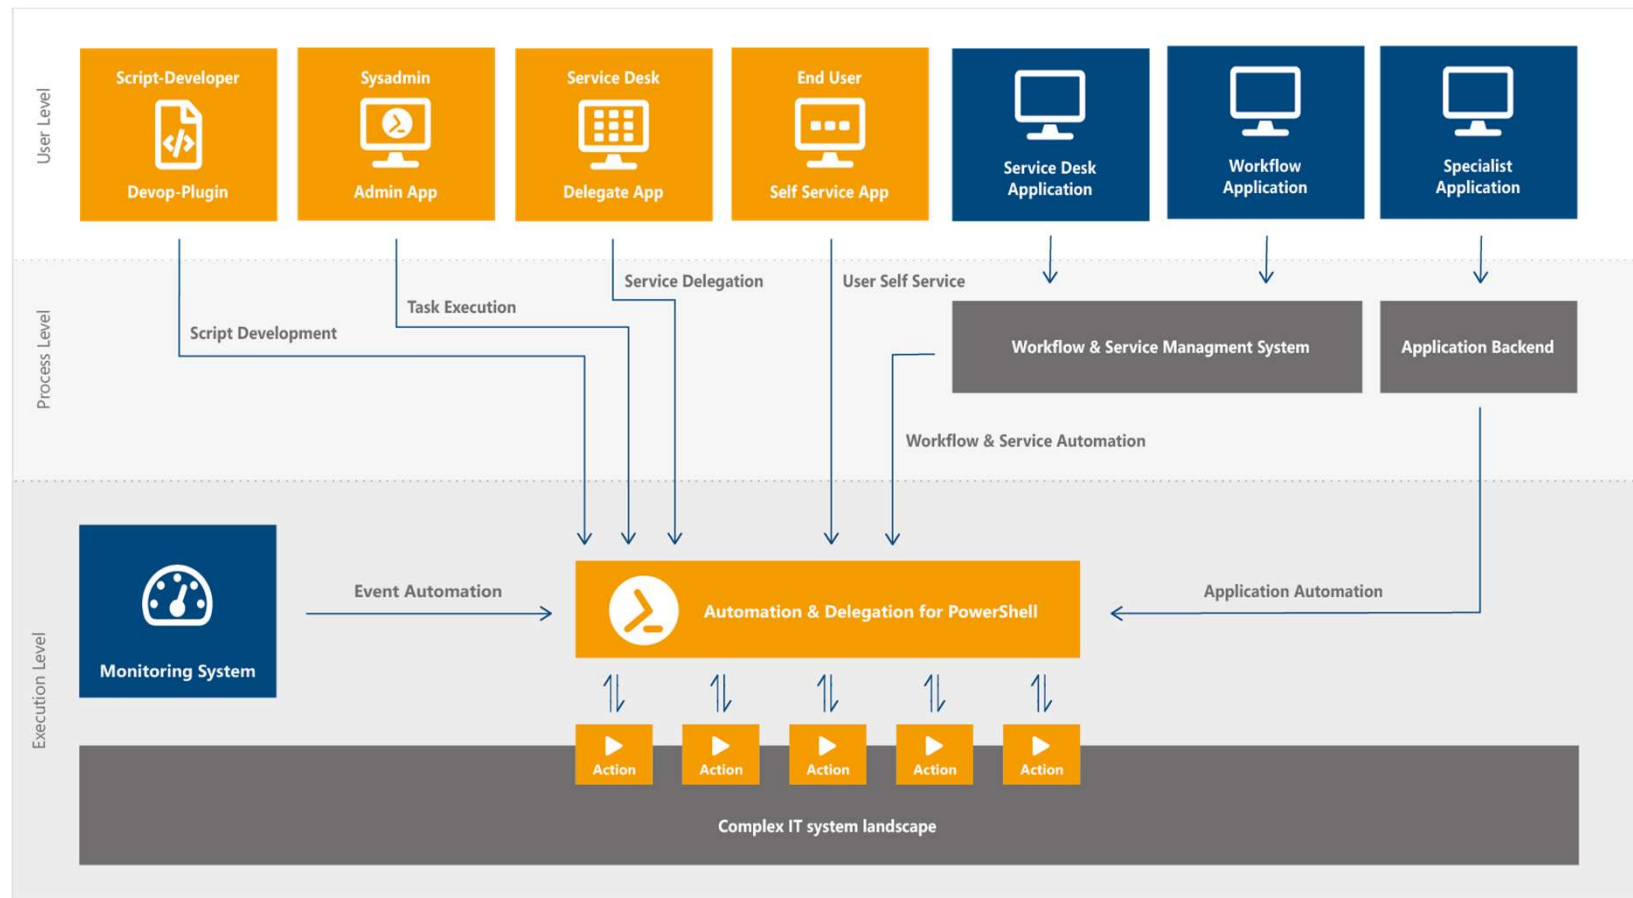 User Level
Script-Developer
Devop-Plugin
Sysadmin
Admin App
Service Desk
Delegate App
End User
Self Service App
Service Desk
Application
Workflow
Application
Specialist
Application
Process Level
Script Development
Task Execution
Service Delegation
User Self Service
Workflow & Service Managment System
Application Backend
Workflow & Service Automation
Execution Level
Monitoring System
Event Automation
Automation & Delegation for PowerShell
Application Automation
Action
Action
Action
Action
Action
Complex IT system landscape